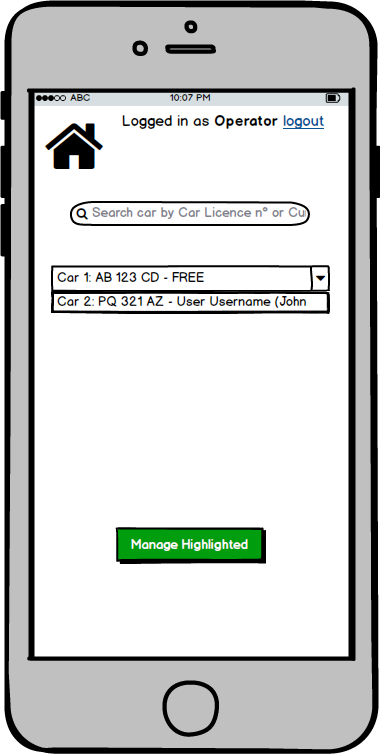 ABC 10:07 PM
Logged in as Operator logout
Search car by Car Licence n° or Cu
Car 1: AB 123 CD - FREE
Car 2: PQ 321 AZ - User Username (John
Manage Highlighted